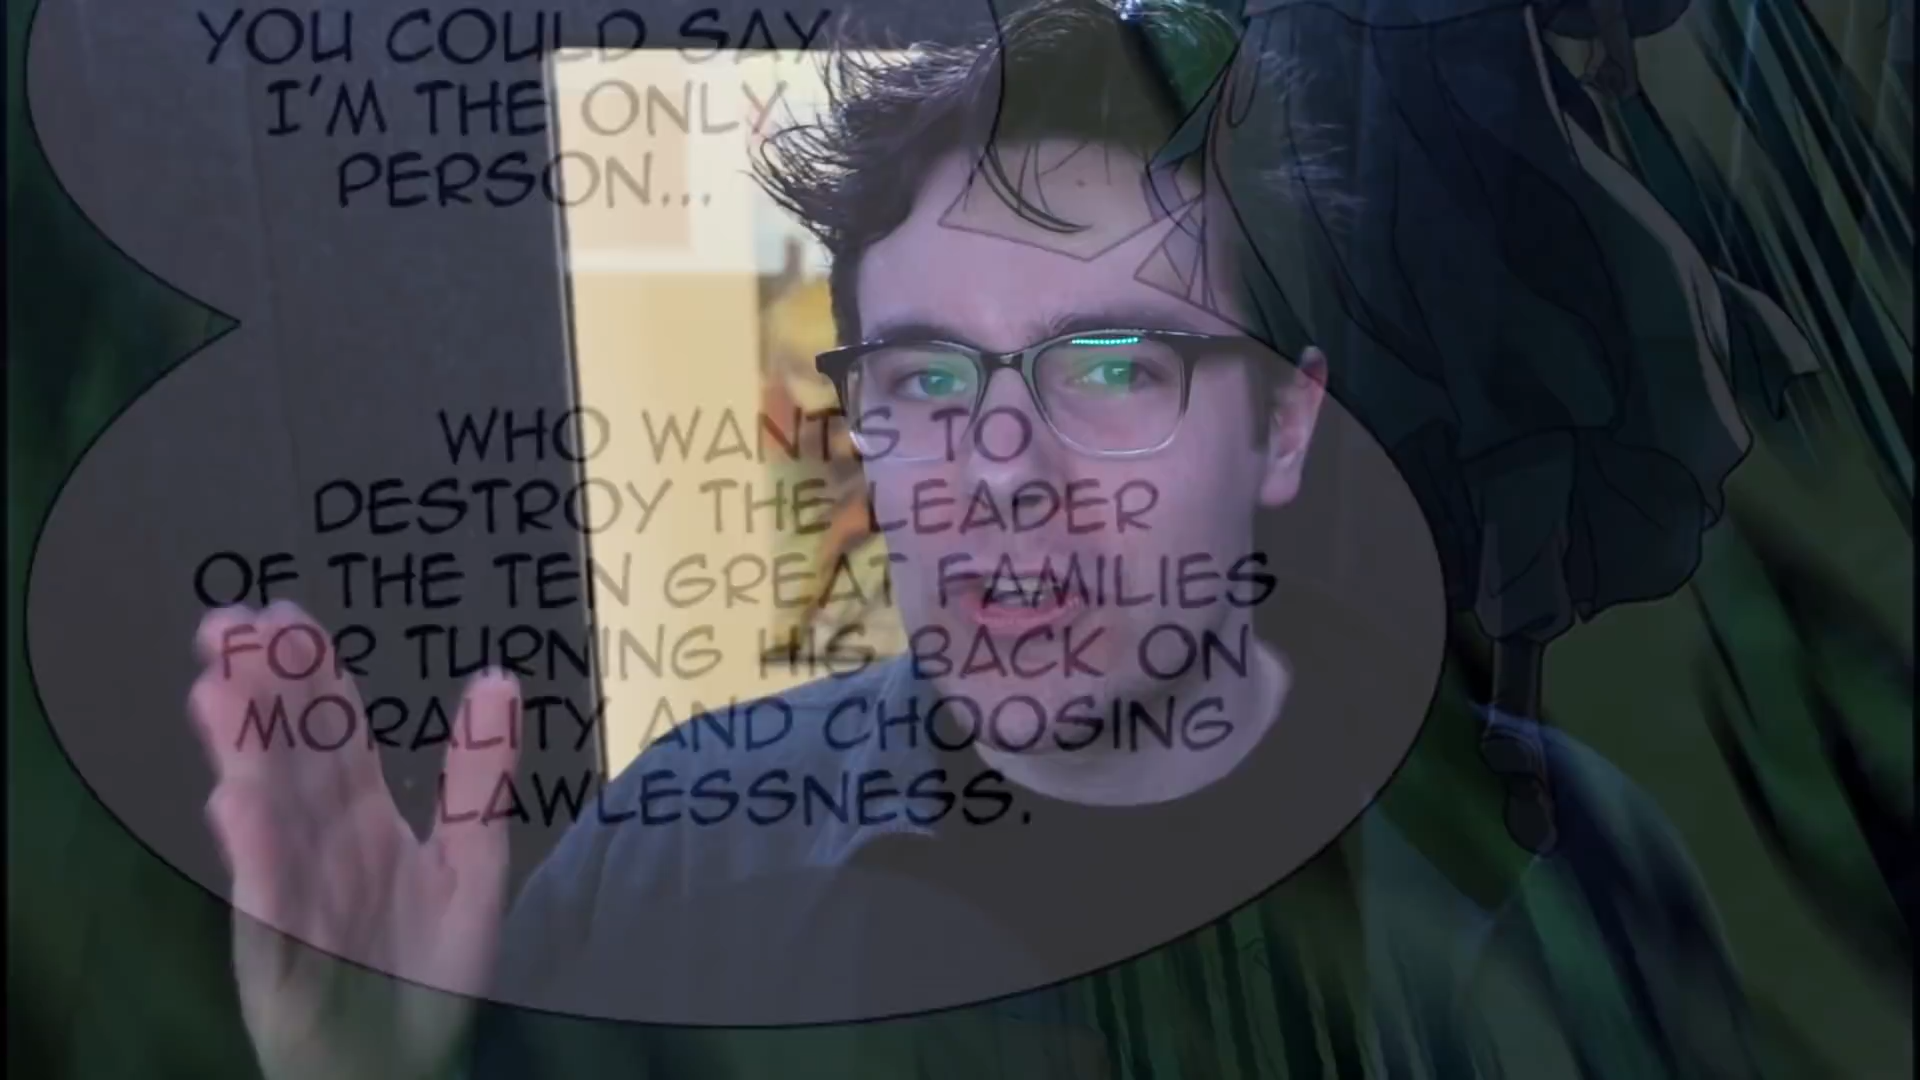 YOU COULD SAY
I'M THE ONLY
PERSON...
WHO WANTS TO
DESTROY THE LEADER
OF THE TEN GREAT FAMILIES
FOR TURNING HIS BACK ON
MORALITY AND CHOOSING
LAWLESSNESS.